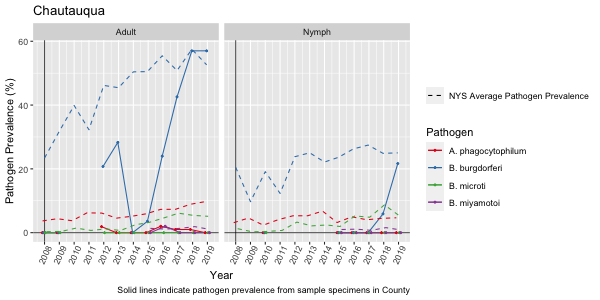 Chautauqua
Adult
Nymph
Pathogen Prevalence (%)
60
40
20
0
2008 2009 2010 2011 2012 2013 2014 2015 2016 2017 2018 2019
2008 2009 2010 2011 2012 2013 2014 2015 2016 2017 2018 2019
Year
NYS Average Pathogen Prevalence
Pathogen
A. phagocytophilum
B. burgdorferi
B. microti
B. miyamotoi
Solid lines indicate pathogen prevalence from sample specimens in County